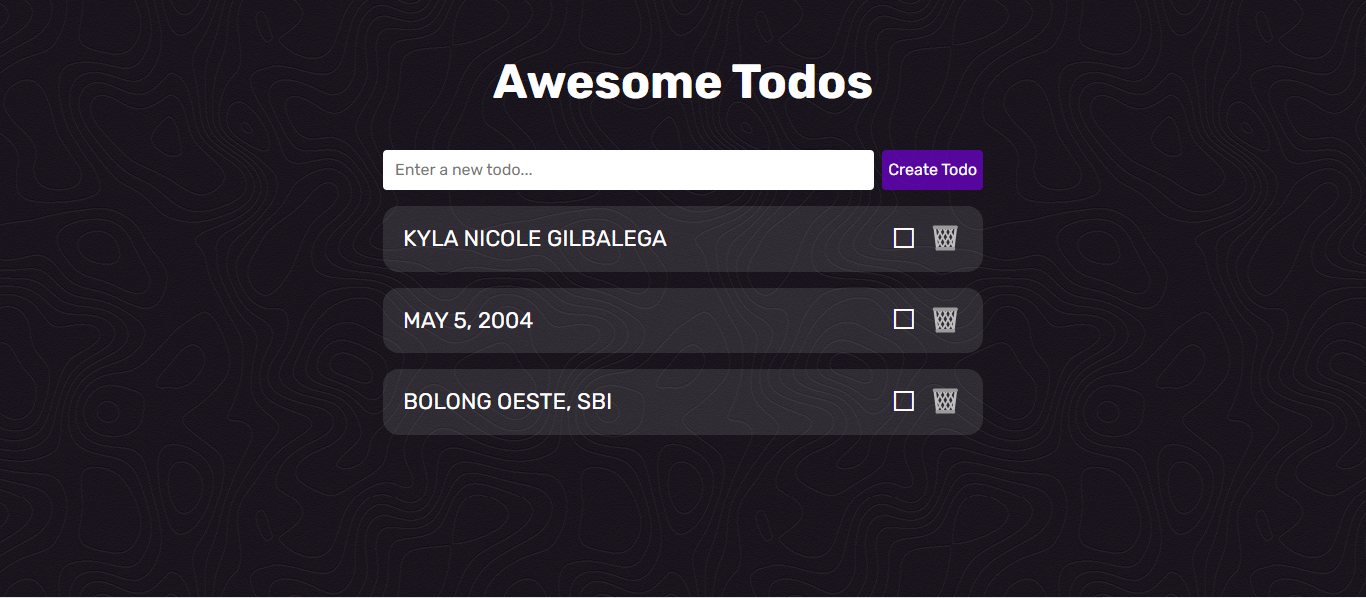 Awesome Todos
Enter a new todo...
Create Todo
KYLA NICOLE GILBALEGA
MAY 5, 2004
BOLONG OESTE, SBI